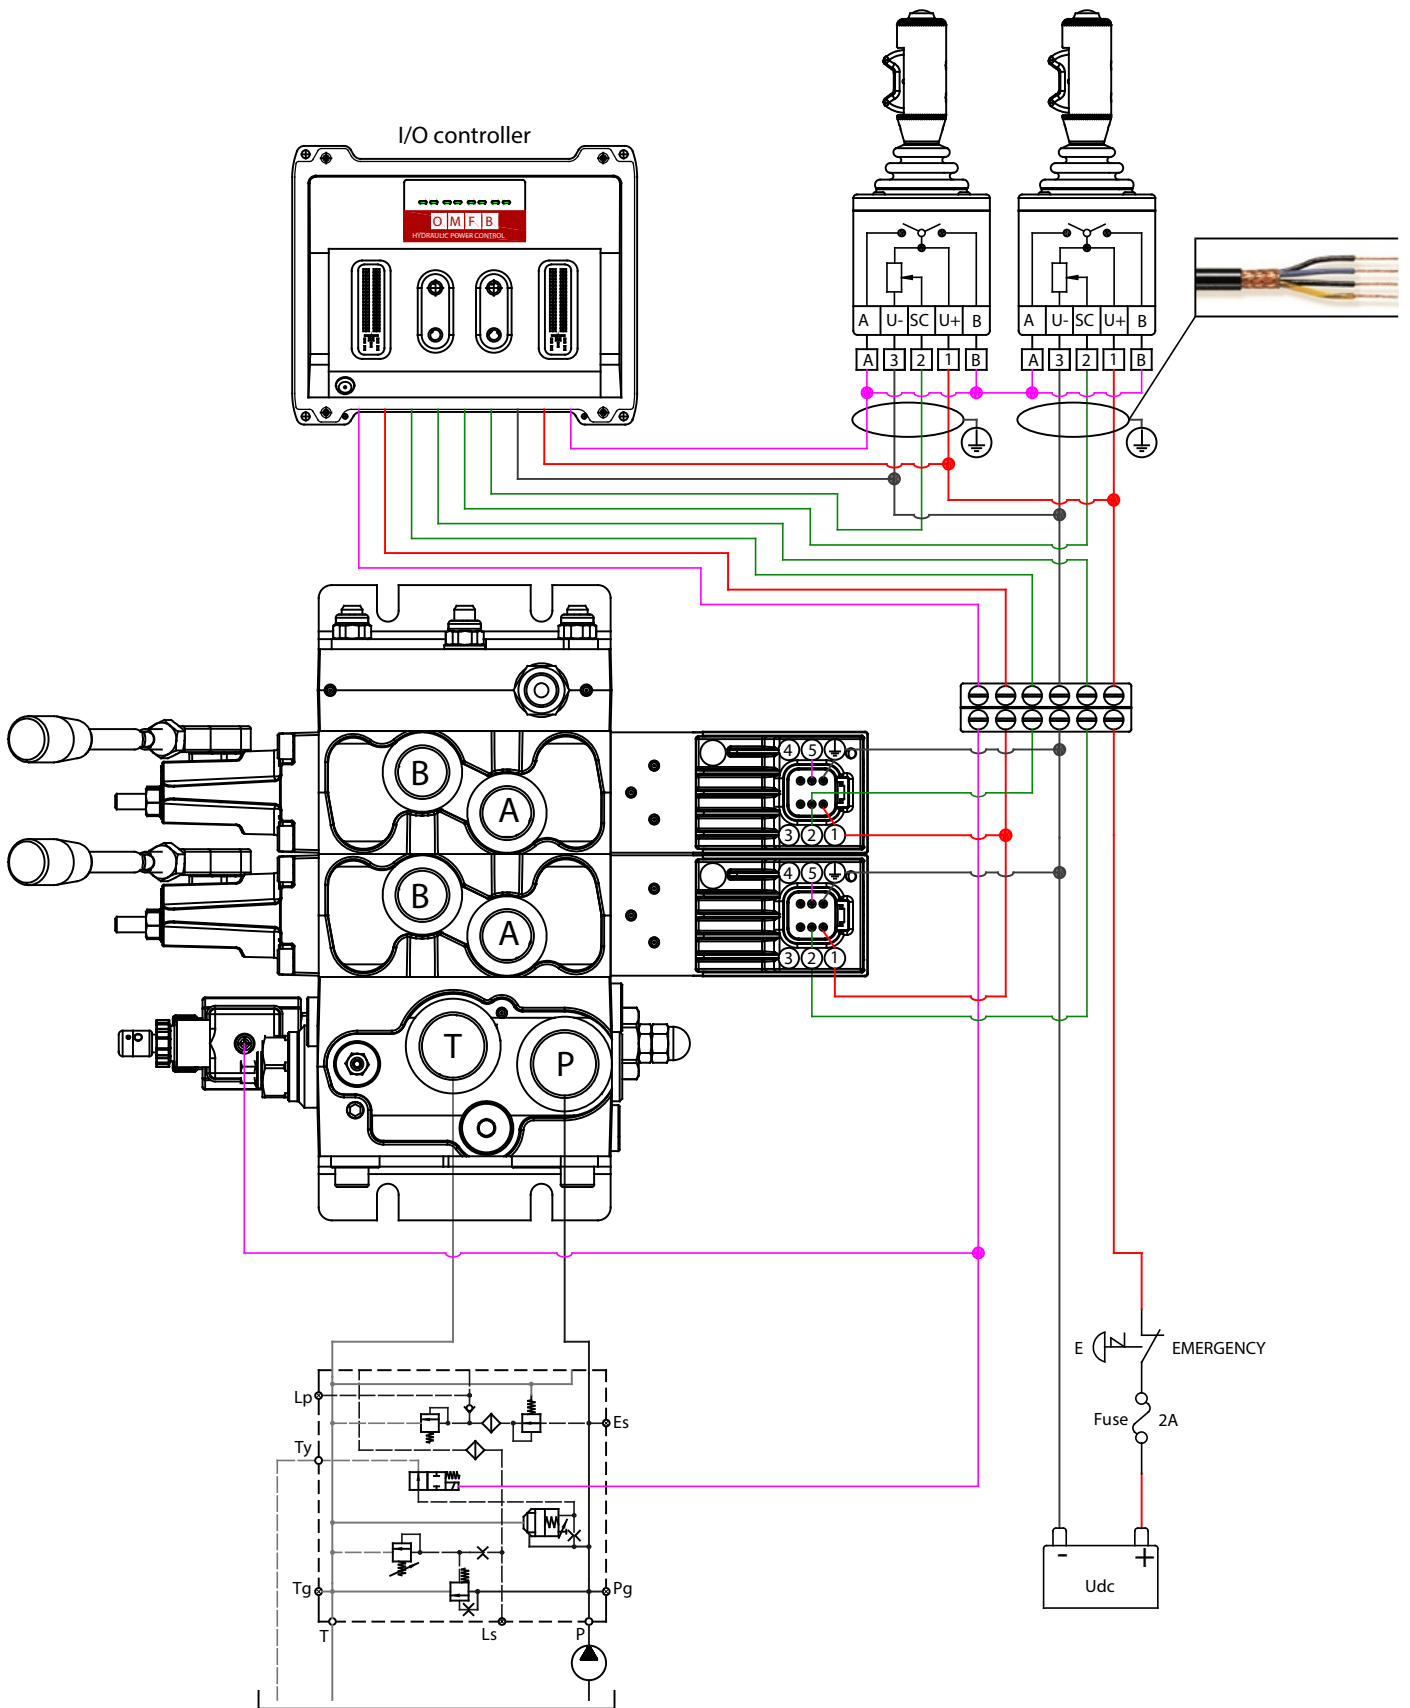 I/O controller
O M F B
HYDRAULIC POWER CONTROL
A U- SC U+ B
A 3 2 1 B
A U- SC U+ B
A 3 2 1 B
B
A
4 5
3 2 1
B
A
4 5
3 2 1
T
P
E EMERGENCY
Fuse 2A
- +
Udc
Lp
Es
Ty
Tg
Pg
T
Ls
P